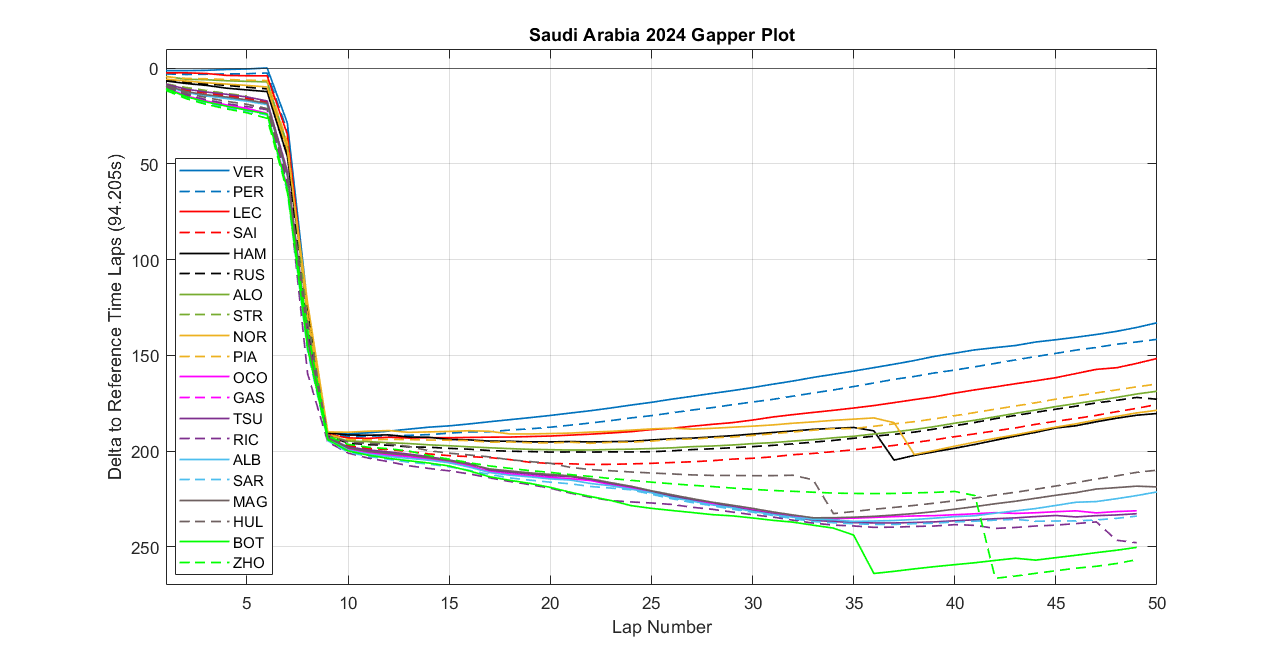 Saudi Arabia 2024 Gapper Plot
Delta to Reference Time Laps (94.205s)
0
50
100
150
200
250
VER
PER
LEC
SAI
HAM
RUS
ALO
STR
NOR
PIA
OCO
GAS
TSU
RIC
ALB
SAR
MAG
HUL
BOT
ZHO
5 10 15 20 25 30 35 40 45 50
Lap Number